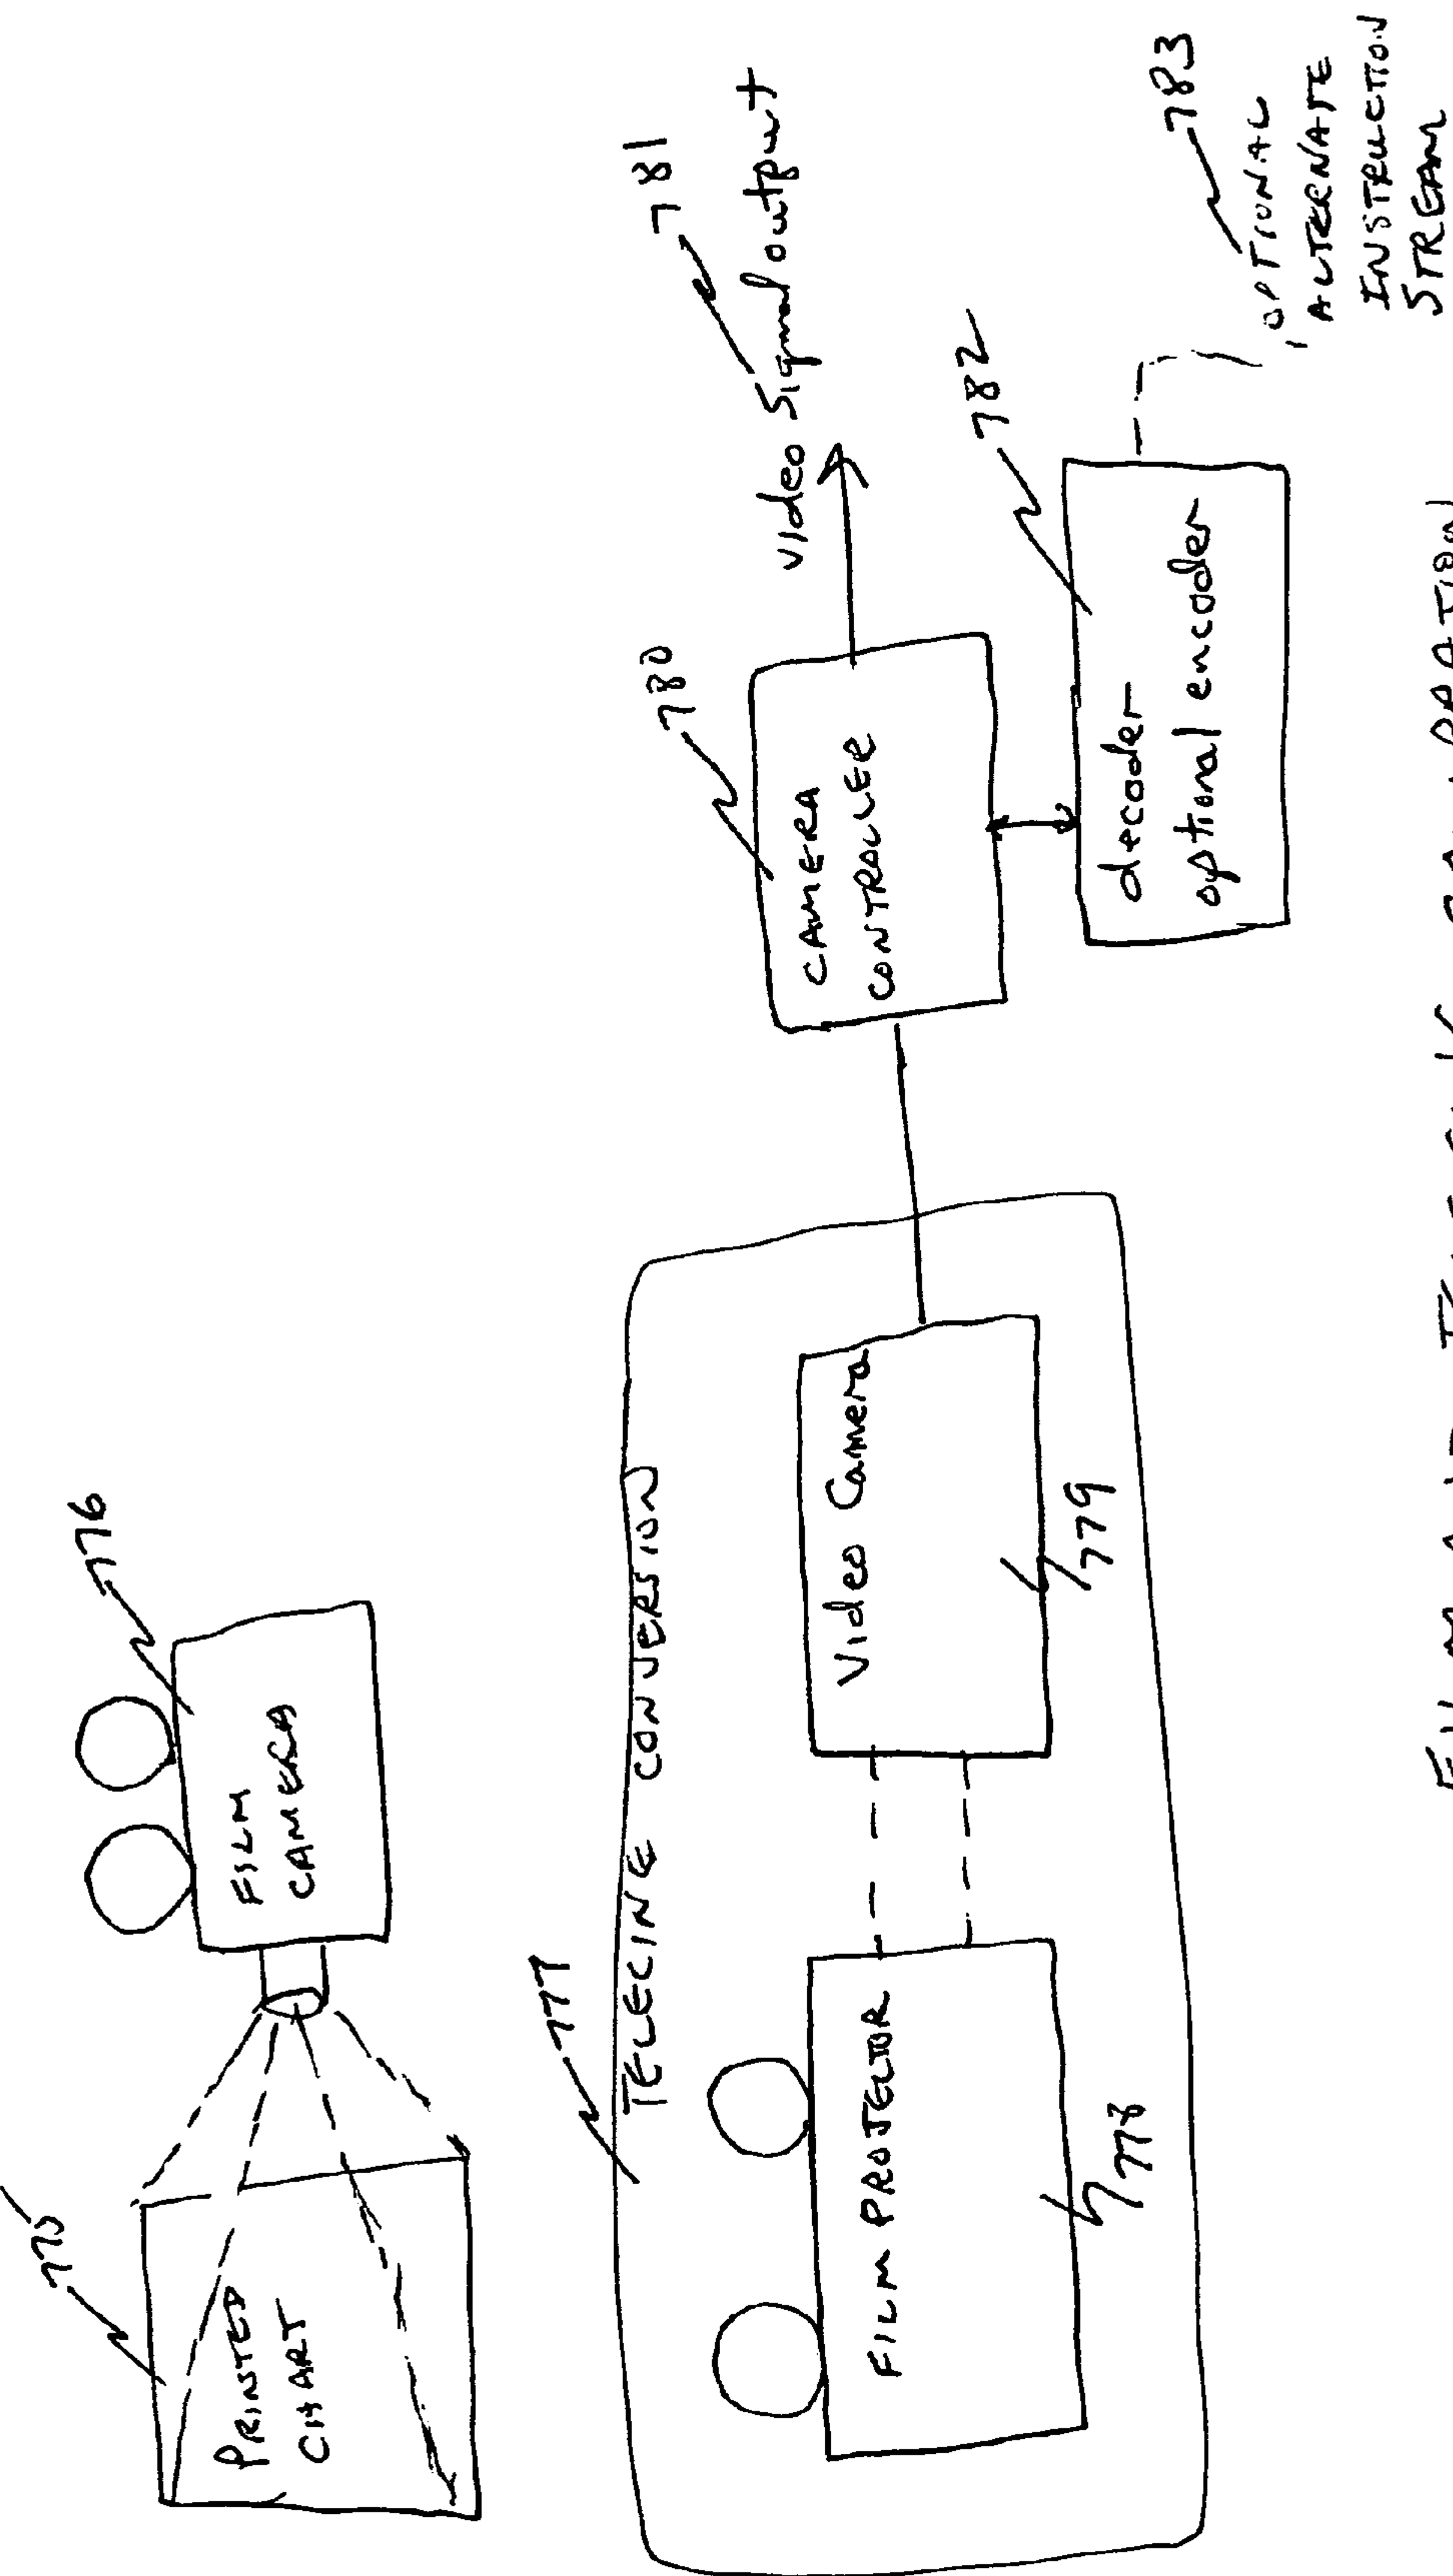 775
PRINTED
CHART
776
FILM
CAMERA
777
TELECINE CONVERSION
FILM PROJECTOR
778
Video Camera
779
780
CAMERA
CONTROLLER
781
Video Signal output
782
decoder
optional encoder
783
OPTIONAL
ALTERNATE
INSTRUCTION
STREAM